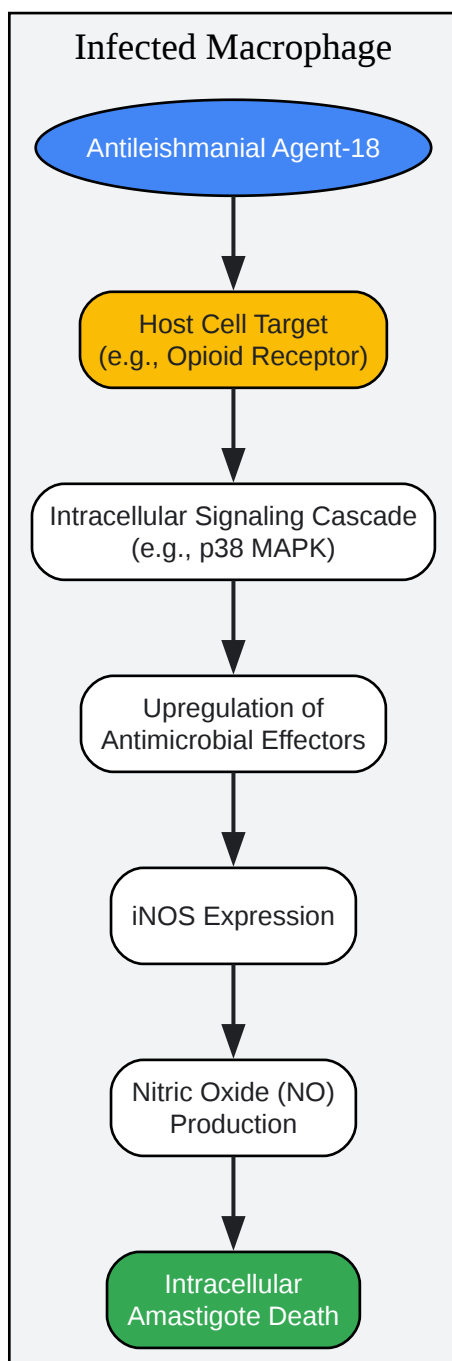 Infected Macrophage
Antileishmanial Agent-18
Host Cell Target
(e.g., Opioid Receptor)
Intracellular Signaling Cascade
(e.g., p38 MAPK)
Upregulation of
Antimicrobial Effectors
iNOS Expression
Nitric Oxide (NO)
Production
Intracellular
Amastigote Death